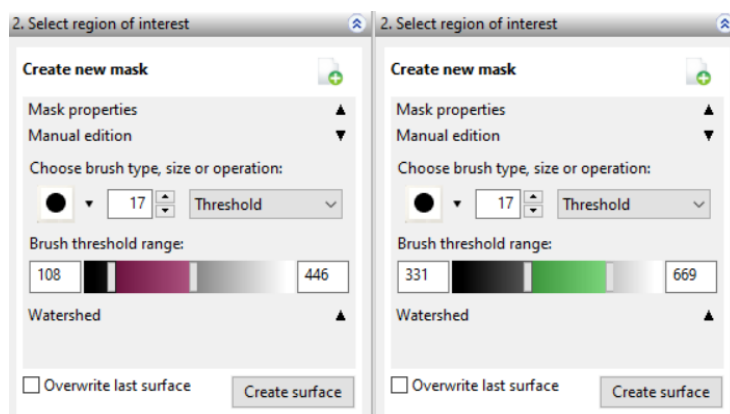 2. Select region of interest
Create new mask
Mask properties
Manual edition
Choose brush type, size or operation:
17 Threshold
Brush threshold range:
108 446
Watershed
Overwrite last surface Create surface
2. Select region of interest
Create new mask
Mask properties
Manual edition
Choose brush type, size or operation:
17 Threshold
Brush threshold range:
331 669
Watershed
Overwrite last surface Create surface